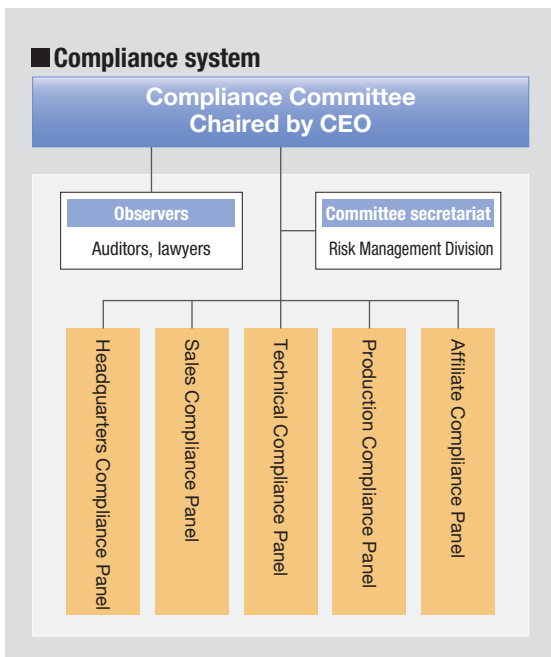 Compliance system
Compliance Committee
Chaired by CEO
Observers
Auditors, lawyers
Committee secretariat
Risk Management Division
Headquarters Compliance Panel
Sales Compliance Panel
Technical Compliance Panel
Production Compliance Panel
Affiliate Compliance Panel